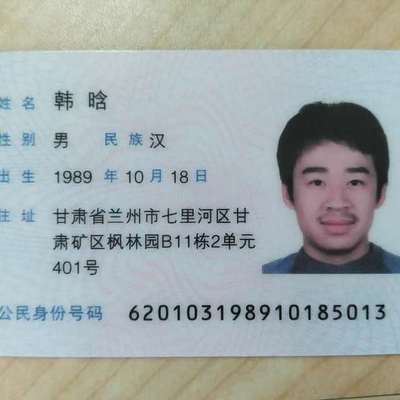 姓名 韩晗
性别 男 民族 汉
出生 1989 年 10 月 18 日
住址 甘肃省兰州市七里河区甘
肃矿区枫林园B11栋2单元
401号
公民身份号码 620103198910185013